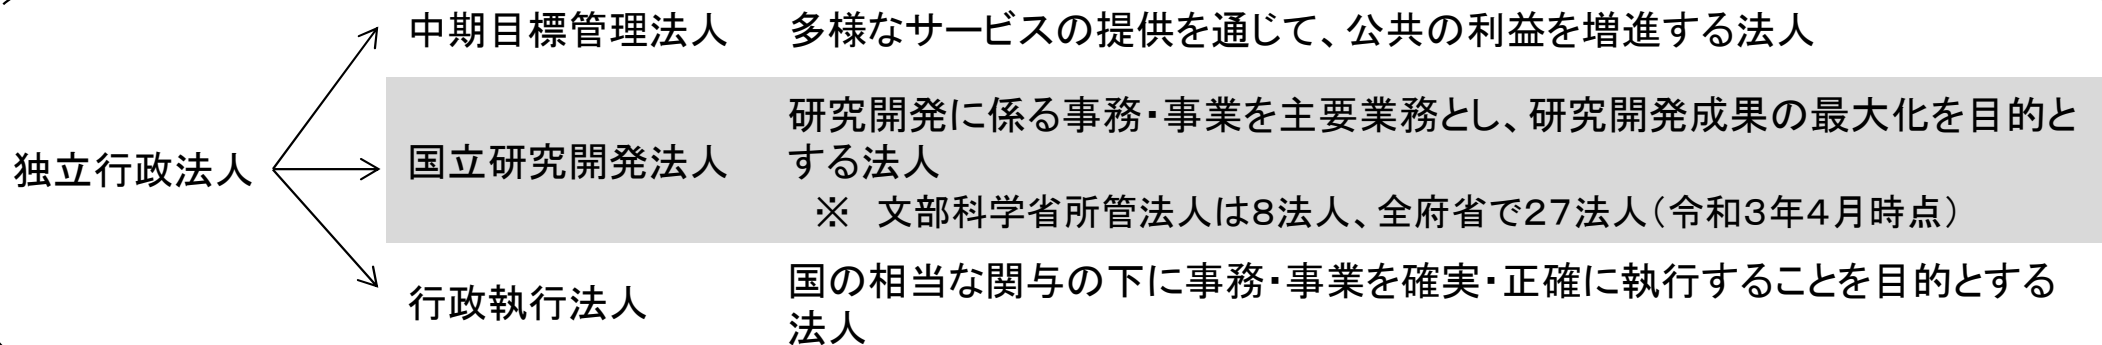 独立行政法人
中期目標管理法人
多様なサービスの提供を通じて、公共の利益を増進する法人
国立研究開発法人
研究開発に係る事務・事業を主要業務とし、研究開発成果の最大化を目的と
する法人
※　文部科学省所管法人は８法人、全府省で２７法人（令和３年４月時点）
行政執行法人
国の相当な関与の下に事務・事業を確実・正確に執行することを目的とする
法人